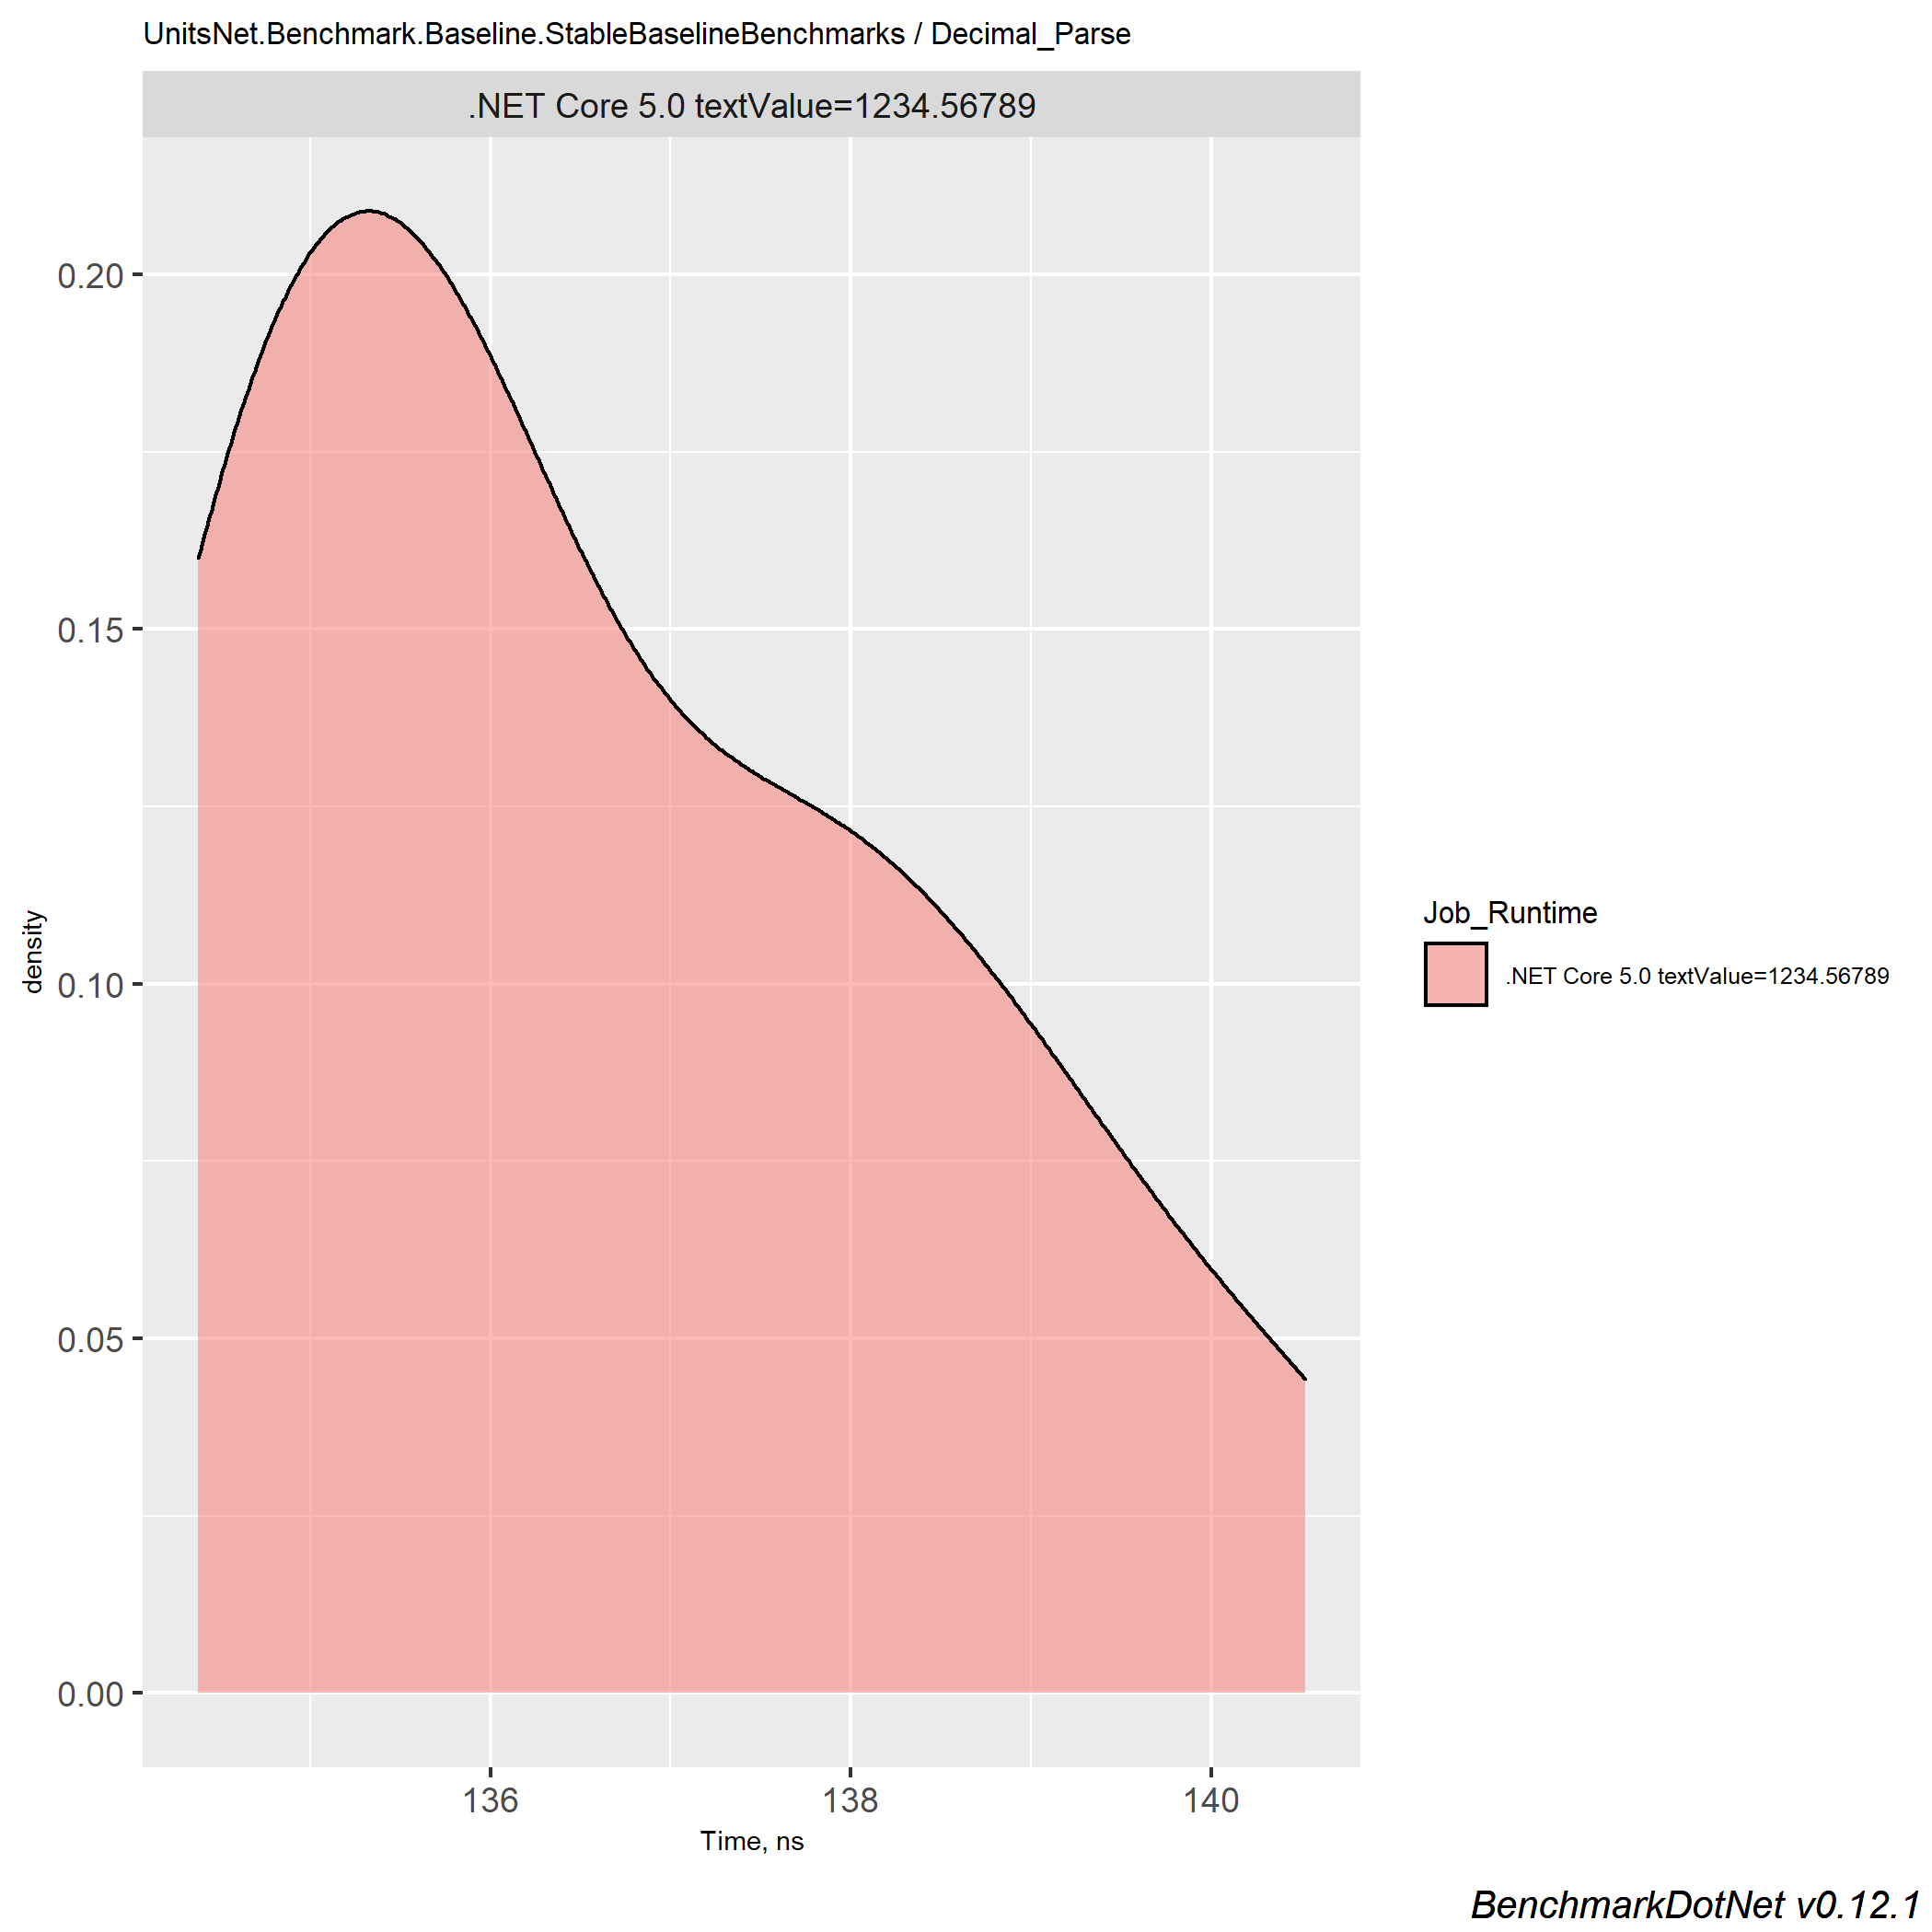 UnitsNet.Benchmark.Baseline.StableBaselineBenchmarks / Decimal_Parse
.NET Core 5.0 textValue=1234.56789
0.20
0.15
0.10
0.05
0.00
density
136
138
140
Time, ns
Job_Runtime
.NET Core 5.0 textValue=1234.56789
BenchmarkDotNet v0.12.1